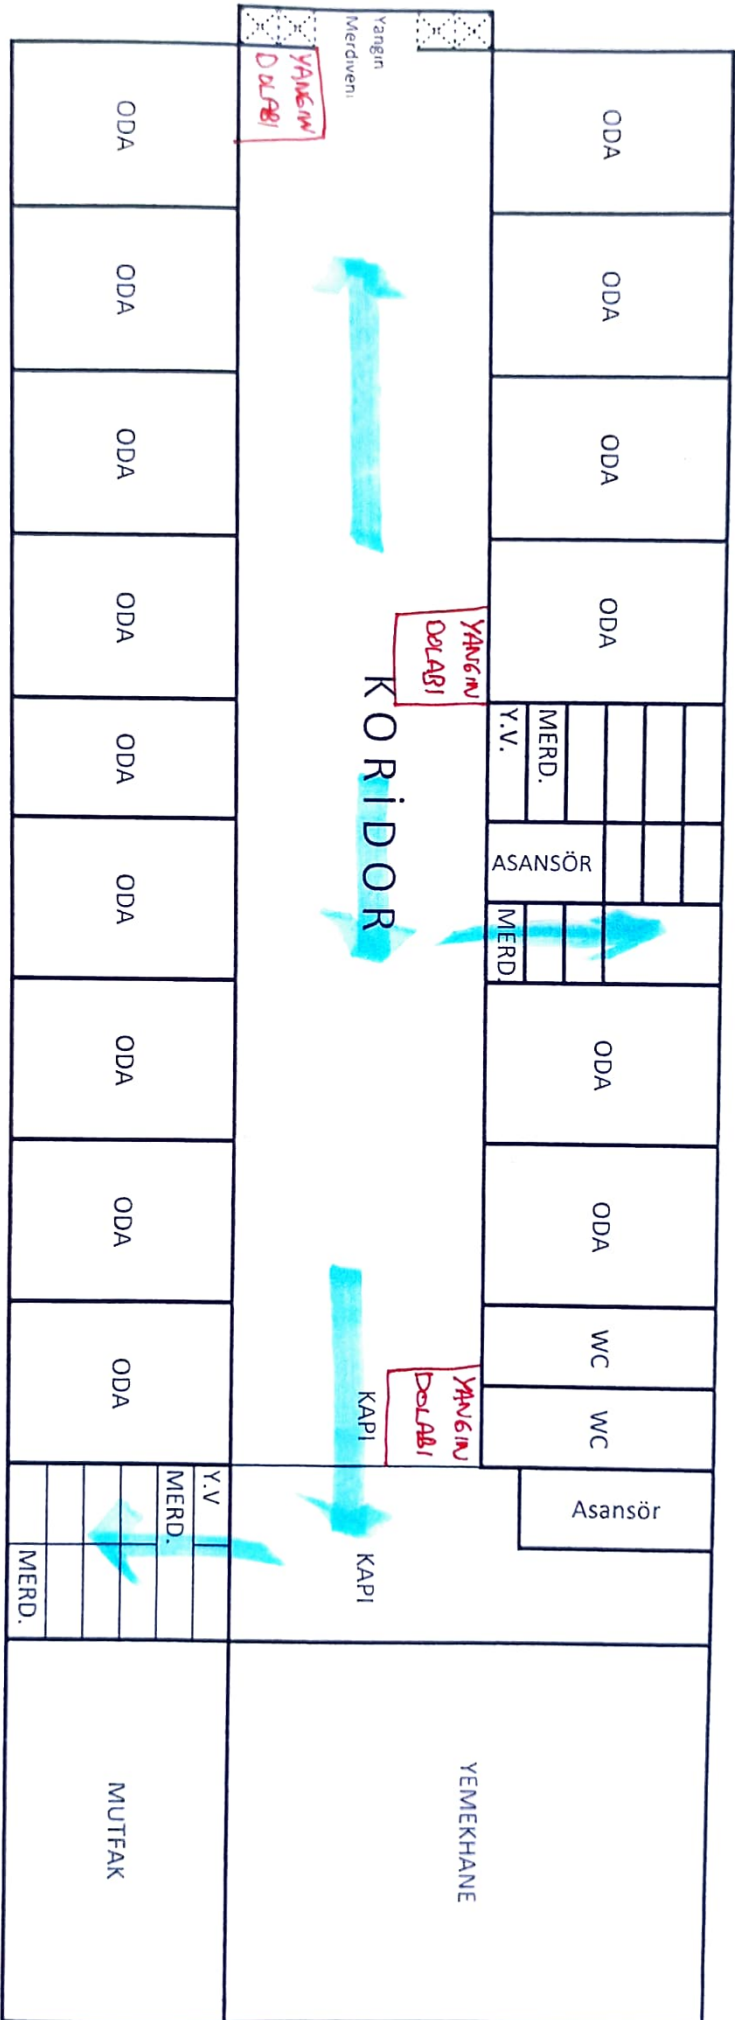 ODA
ODA
ODA
ODA
MERD.
Y.V.
ASANSÖR
MERD.
ODA
ODA
WC
WC
Asansör
Yangın
Merdiveni
YANGIN
DOLABI
YANGIN
DOLABI
KORİDOR
YANGIN
DOLABI
KAPI
KAPI
YEMEKHANE
ODA
ODA
ODA
ODA
ODA
ODA
ODA
ODA
ODA
Y.V
MERD.
MERD.
MUTFAK